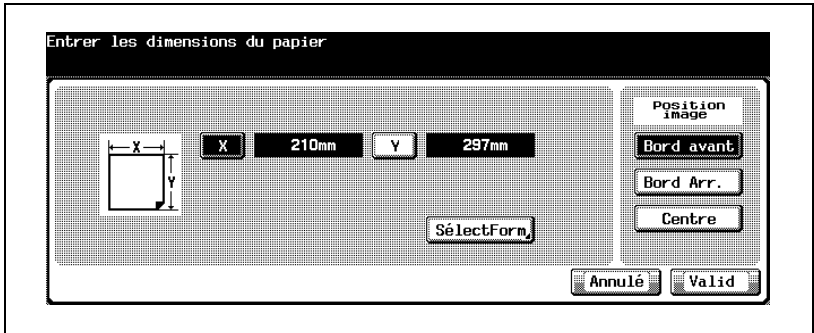 Entrer les dimensions du papier
Position
image
X
X 210mm Y 297mm
Bord avant
Y
Bord Arr.
Centre
SélectForm
Annulé Valid